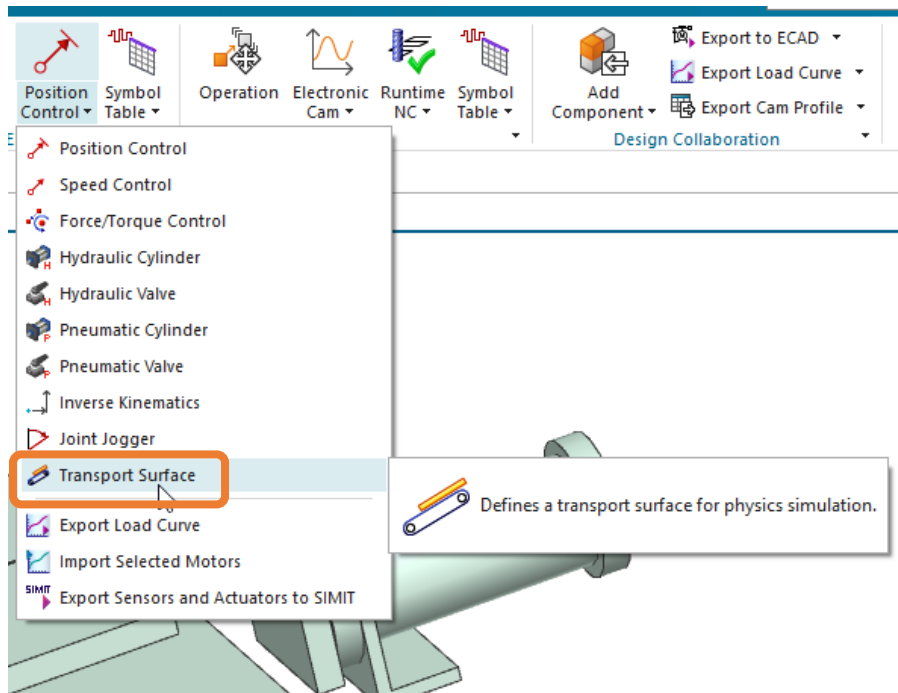 Position
Control
Symbol
Table
Operation
Electronic
Cam
Runtime
NC
Symbol
Table
Add
Component
Export to ECAD
Export Load Curve
Export Cam Profile
E
Design Collaboration
Position Control
Speed Control
Force/Torque Control
H Hydraulic Cylinder
H Hydraulic Valve
P Pneumatic Cylinder
P Pneumatic Valve
Inverse Kinematics
Joint Jogger
Transport Surface
Defines a transport surface for physics simulation.
Export Load Curve
Import Selected Motors
SIMIT Export Sensors and Actuators to SIMIT